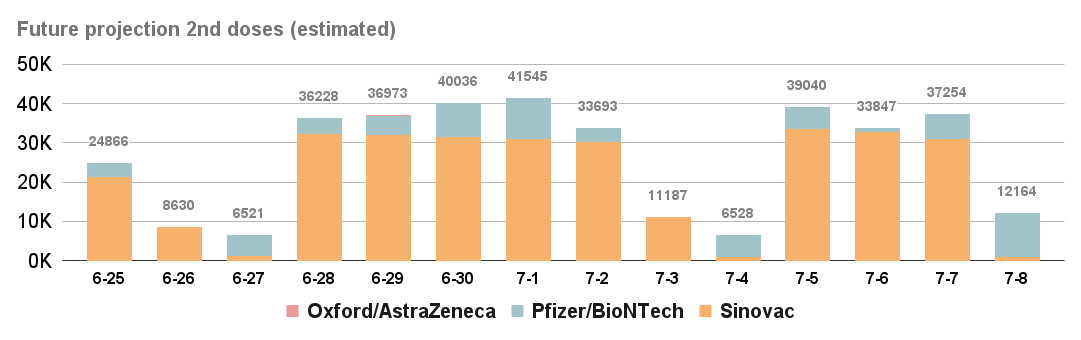 Future projection 2nd doses (estimated)
50K
40K
30K
20K
10K
0K
24866
8630
6521
36228
36973
40036
41545
33693
11187
6528
39040
33847
37254
12164
6-25 6-26 6-27 6-28 6-29 6-30 7-1 7-2 7-3 7-4 7-5 7-6 7-7 7-8
Oxford/AstraZeneca Pfizer/BioNTech Sinovac